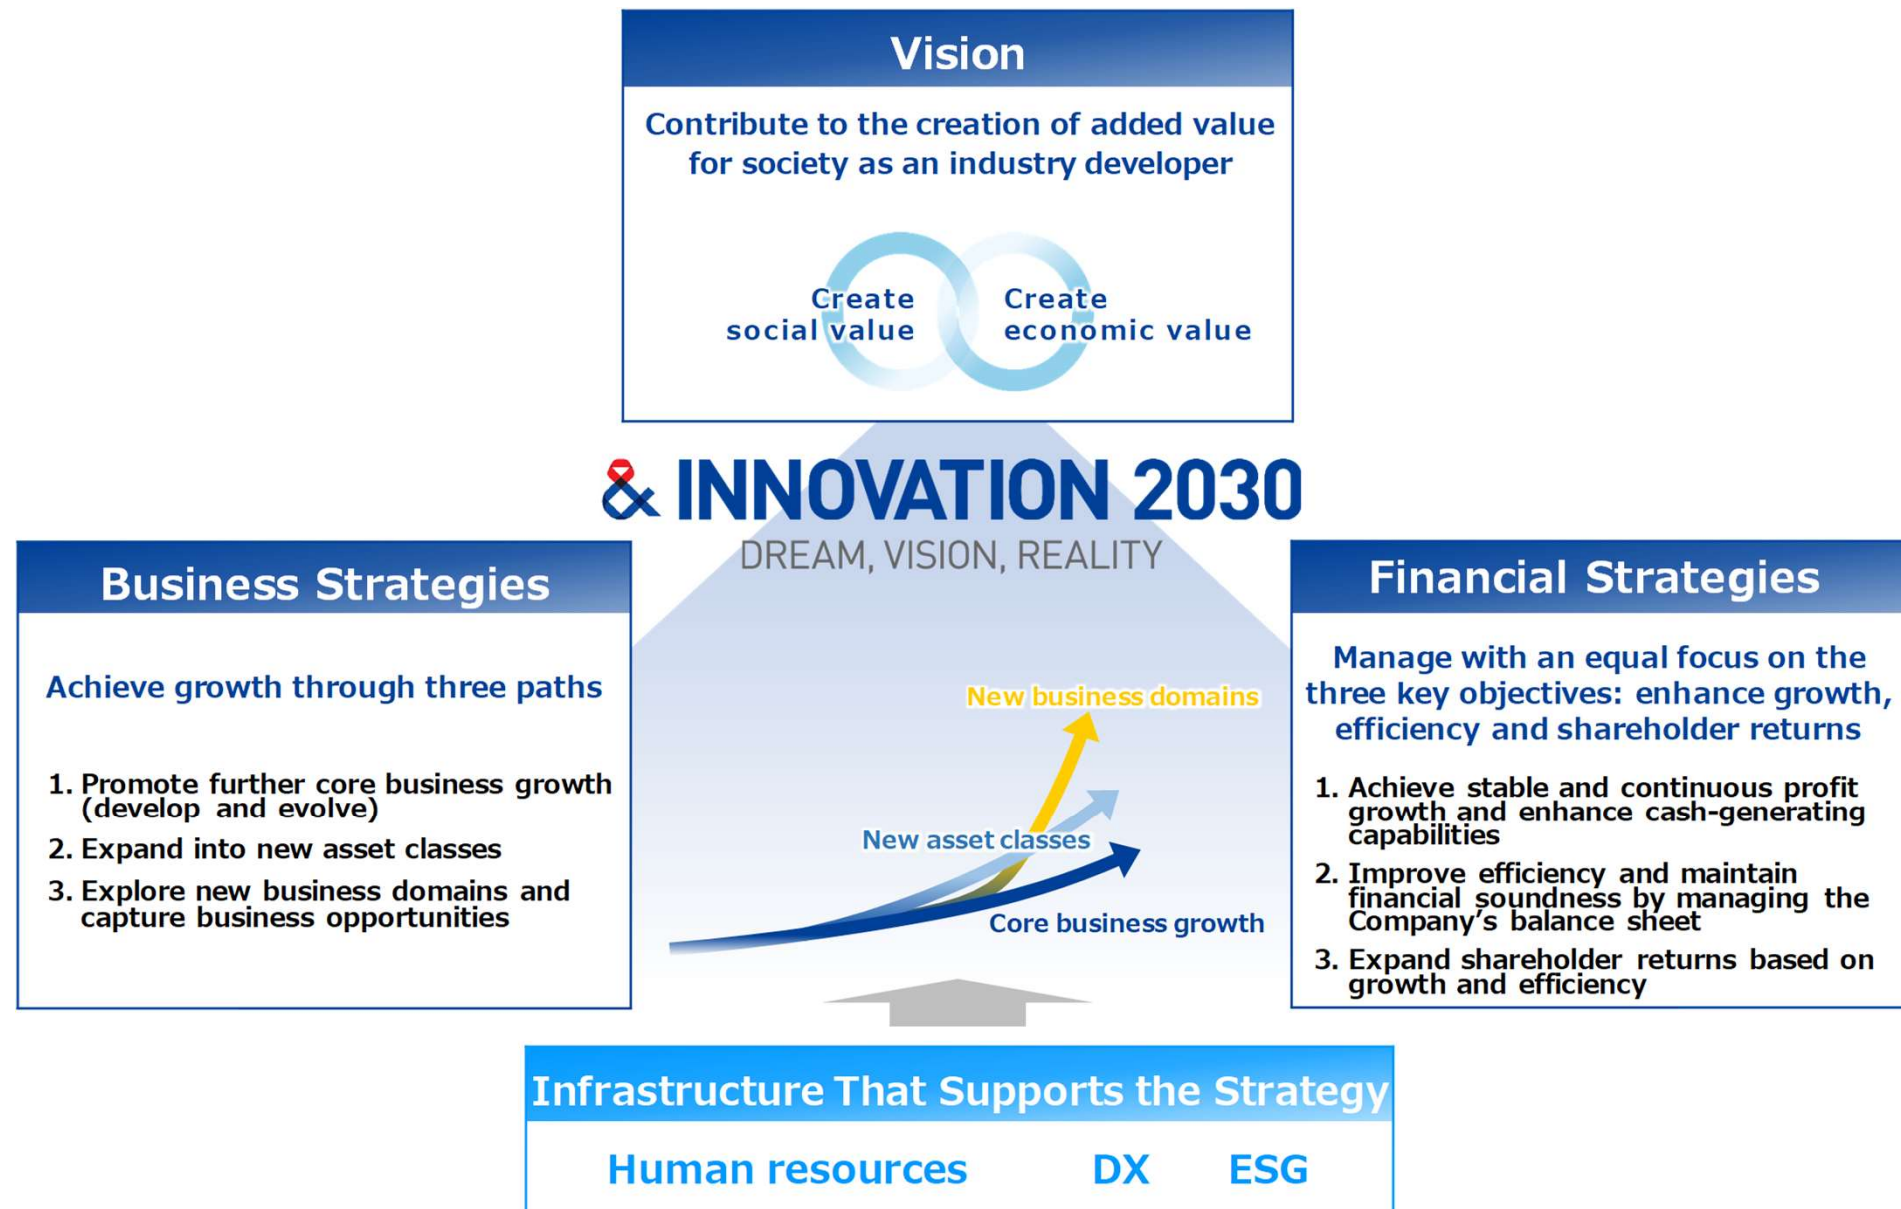 Vision
Contribute to the creation of added value
for society as an industry developer
Create
social value
Create
economic value
& INNOVATION 2030
DREAM, VISION, REALITY
Business Strategies
Achieve growth through three paths
1. Promote further core business growth
(develop and evolve)
2. Expand into new asset classes
3. Explore new business domains and
capture business opportunities
New business domains
New asset classes
Core business growth
Financial Strategies
Manage with an equal focus on the
three key objectives: enhance growth,
efficiency and shareholder returns
1. Achieve stable and continuous profit
growth and enhance cash-generating
capabilities
2. Improve efficiency and maintain
financial soundness by managing the
Company’s balance sheet
3. Expand shareholder returns based on
growth and efficiency
Infrastructure That Supports the Strategy
Human resources DX ESG